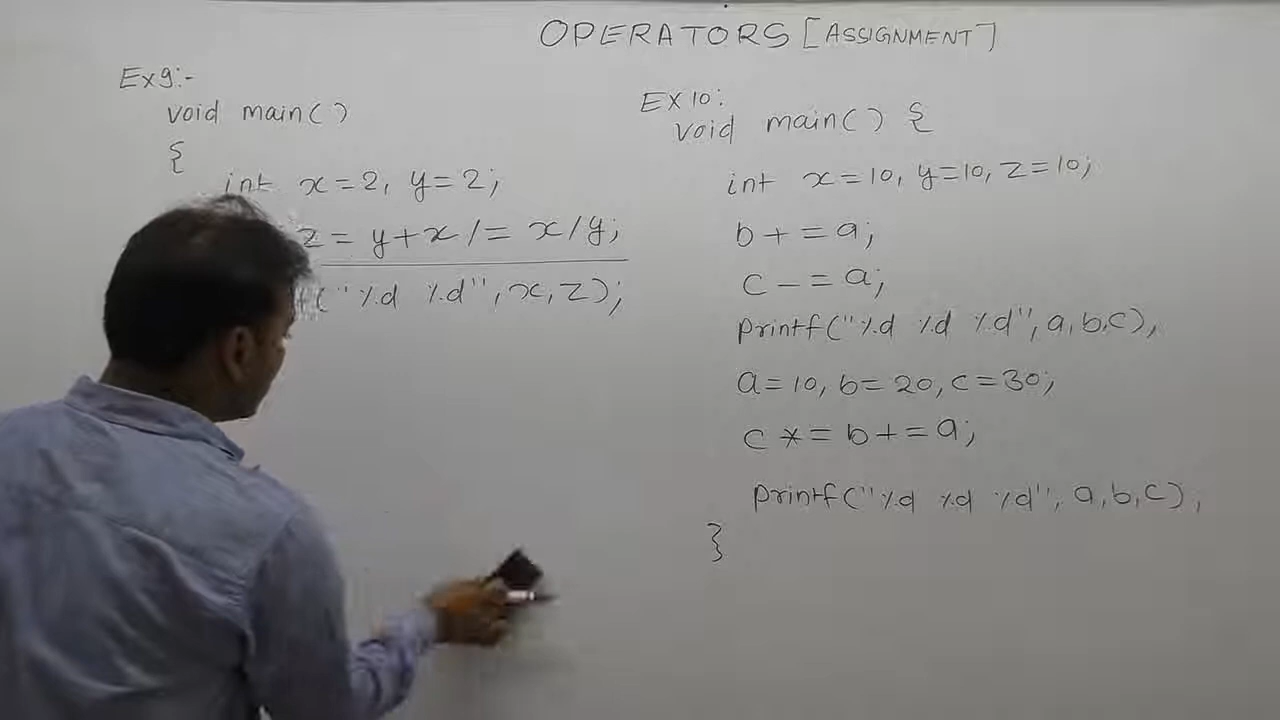 OPERATORS [ASSIGNMENT]
Ex9:-
void main()
{
int x=2, y=2;
z = y+x /= x/y;
f("%d %d", x, z);
Ex10:
void main() {
int x=10, y=10, z=10;
b+=a;
c-=a;
printf("%d %d %d", a, b, c);
a=10, b=20, c=30;
c *= b+=a;
printf("%d %d %d", a, b, c);
}